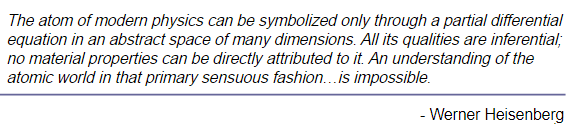 The atom of modern physics can be symbolized only through a partial differential
equation in an abstract space of many dimensions. All its qualities are inferential;
no material properties can be directly attributed to it. An understanding of the
atomic world in that primary sensuous fashion…is impossible.
- Werner Heisenberg